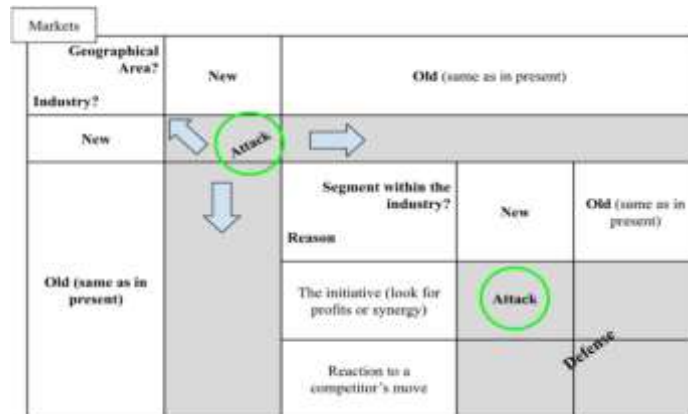 Markets
Geographical
Area?
Industry?
New
Old (same as in present)
New
Attack
Old (same as in
present)
Segment within the
industry?
Reason
New
Old (same as in
present)
The initiative (look for
profits or synergy)
Attack
Reaction to a
competitor's move
Defense